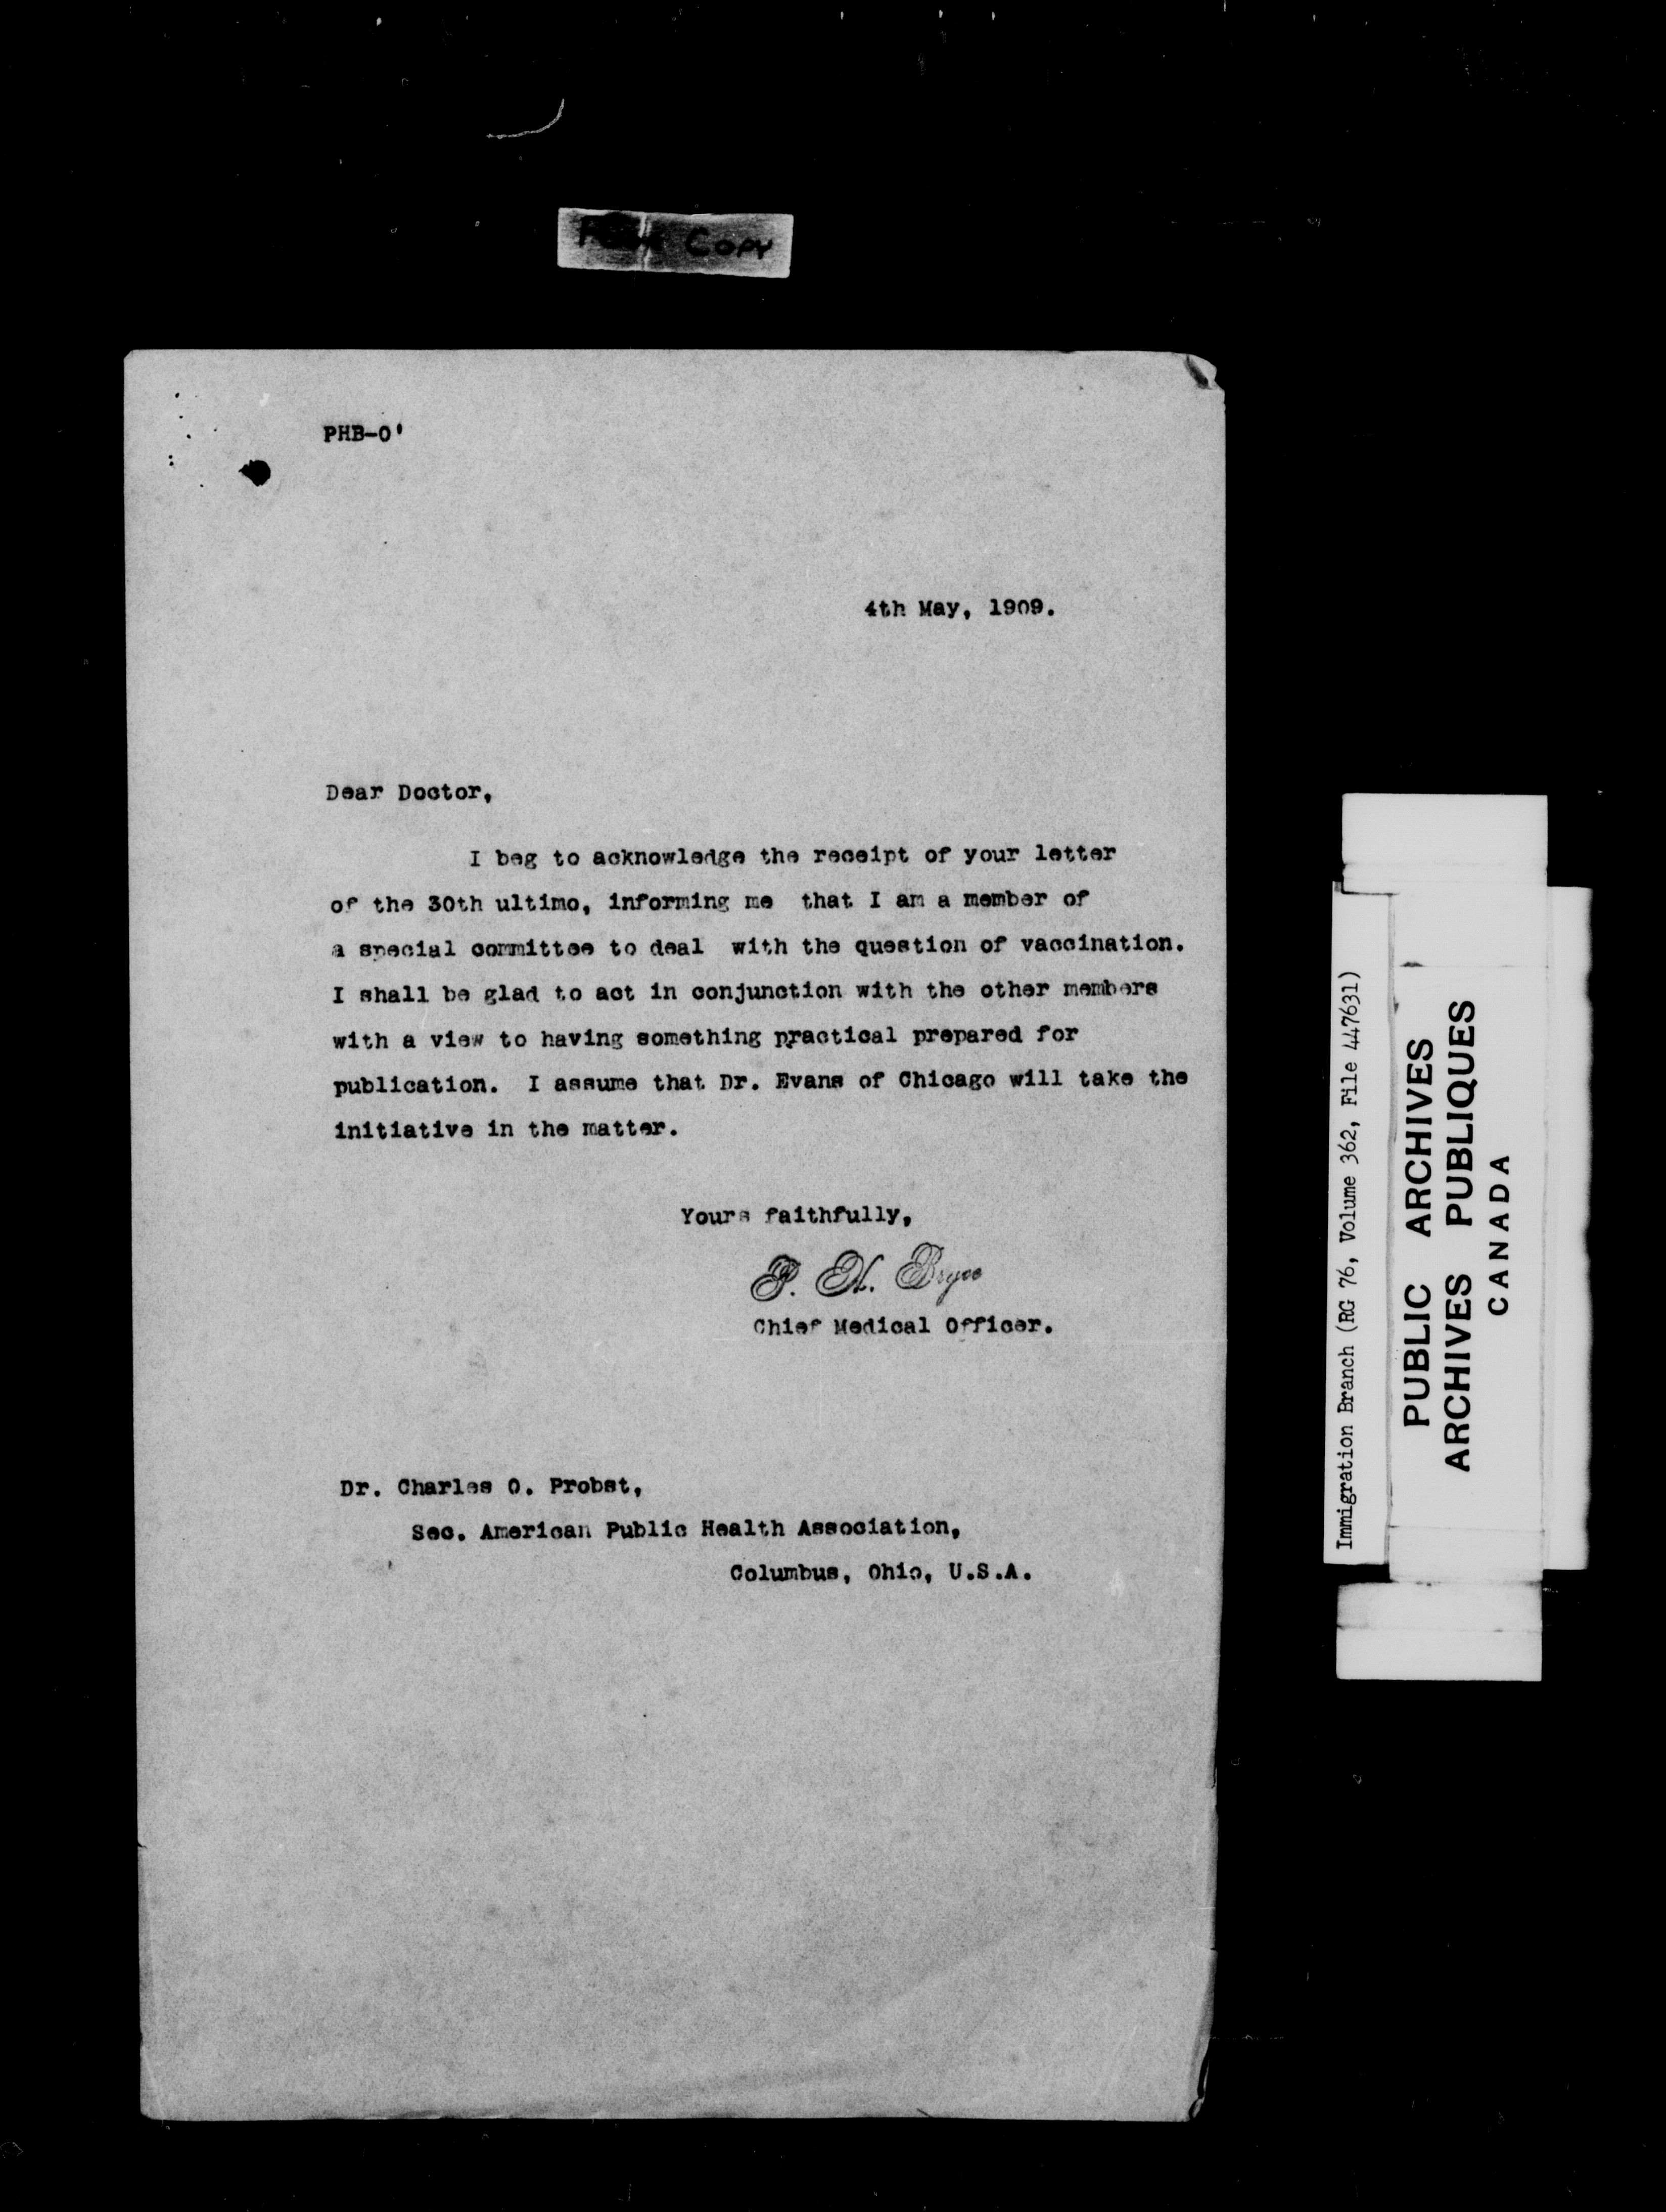 Copy
PHB-O'
4th May, 1909.
Dear Doctor,
I beg to acknowledge the receipt of your letter
of the 30th ultimo, informing me that I am a member of
a special committee to deal with the question of vaccination.
I shall be glad to act in conjunction with the other members
with a view to having something practical prepared for
publication. I assume that Dr. Evans of Chicago will take the
initiative in the matter.
Yours faithfully,
P. H. Bryce
Chief Medical Officer.
Dr. Charles O. Probst,
Sec. American Public Health Association,
Columbus, Ohio, U.S.A.
Immigration Branch (RG 76, Volume 362, File 447631)
PUBLIC ARCHIVES
ARCHIVES PUBLIQUES
CANADA